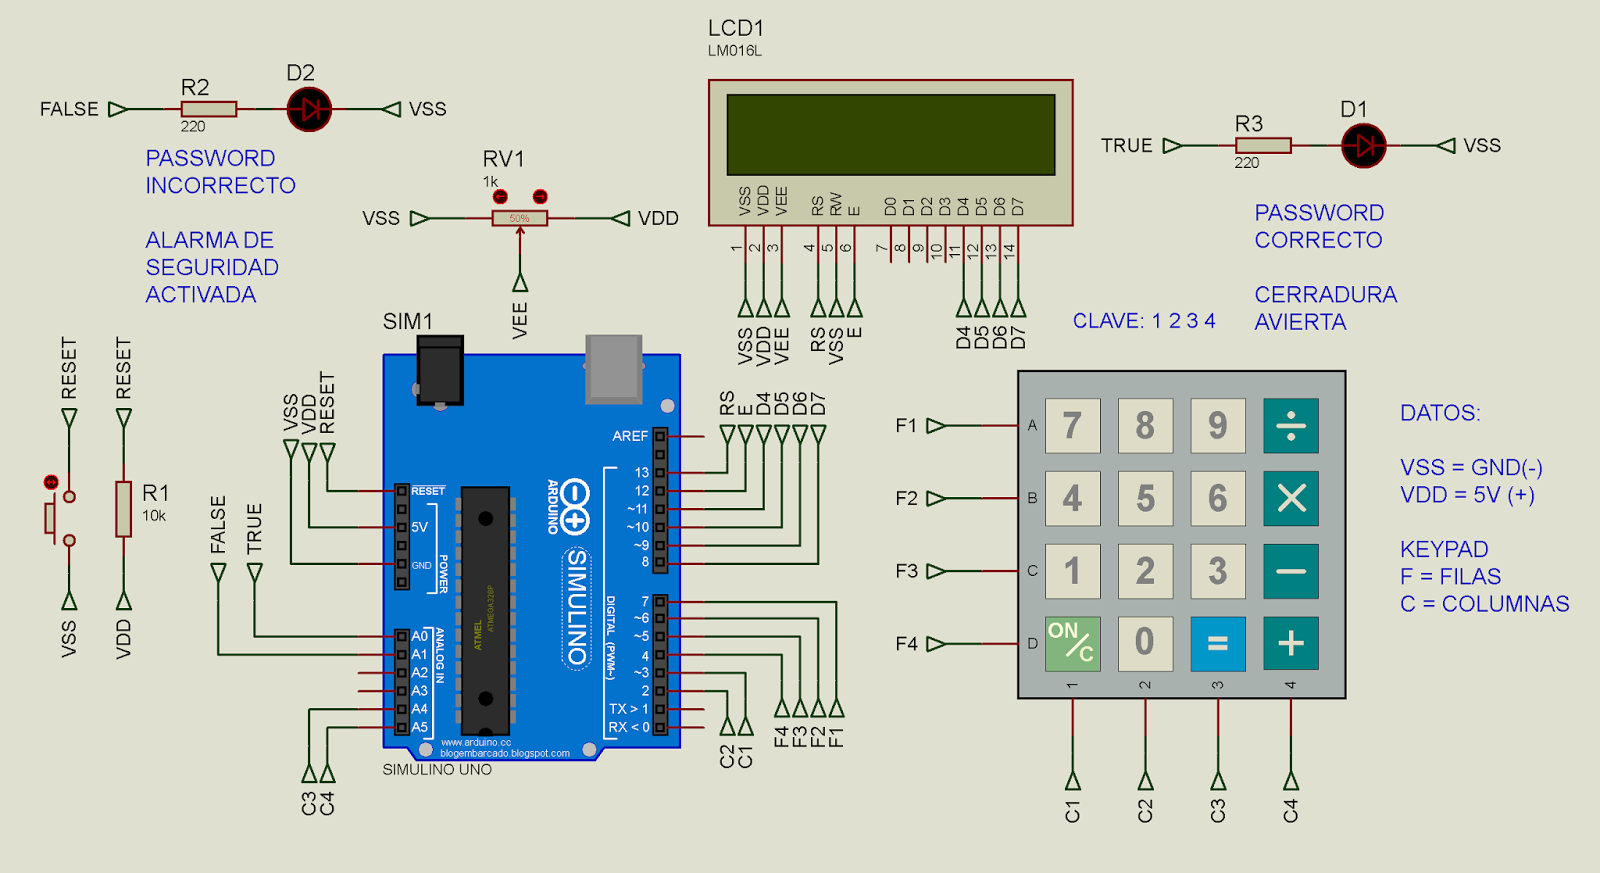 LCD1
LM016L
VSS
VDD
VEE
RS
RW
E
D0
D1
D2
D3
D4
D5
D6
D7
1
2
3
4
5
6
7
8
9
10
11
12
13
14
VSS
VDD
VEE
RS
VSS
E
D4
D5
D6
D7
FALSE
R2
220
D2
VSS
PASSWORD
INCORRECTO
ALARMA DE
SEGURIDAD
ACTIVADA
RV1
1k
VSS
50%
VDD
VEE
TRUE
R3
220
D1
VSS
PASSWORD
CORRECTO
CERRADURA
AVIERTA
CLAVE: 1 2 3 4
RESET
VSS
RESET
R1
10k
VDD
SIM1
VSS
VDD
RESET
FALSE
TRUE
RESET
5V
GND
POWER
A0
A1
A2
A3
A4
A5
ANALOG IN
C3
C4
ATMEL
ATMEGA328P
ARDUINO
SIMULINO
AREF
13
12
~11
~10
~9
8
7
~6
~5
4
~3
2
TX > 1
RX < 0
DIGITAL (PWM~)
www.arduino.cc
blogembarcado.blogspot.com
SIMULINO UNO
RS
E
D4
D5
D6
D7
C2
C1
F4
F3
F2
F1
F1
A
7
8
9
÷
F2
B
4
5
6
×
F3
C
1
2
3
−
F4
D
ON/C
0
=
+
1
2
3
4
C1
C2
C3
C4
DATOS:
VSS = GND(-)
VDD = 5V (+)
KEYPAD
F = FILAS
C = COLUMNAS